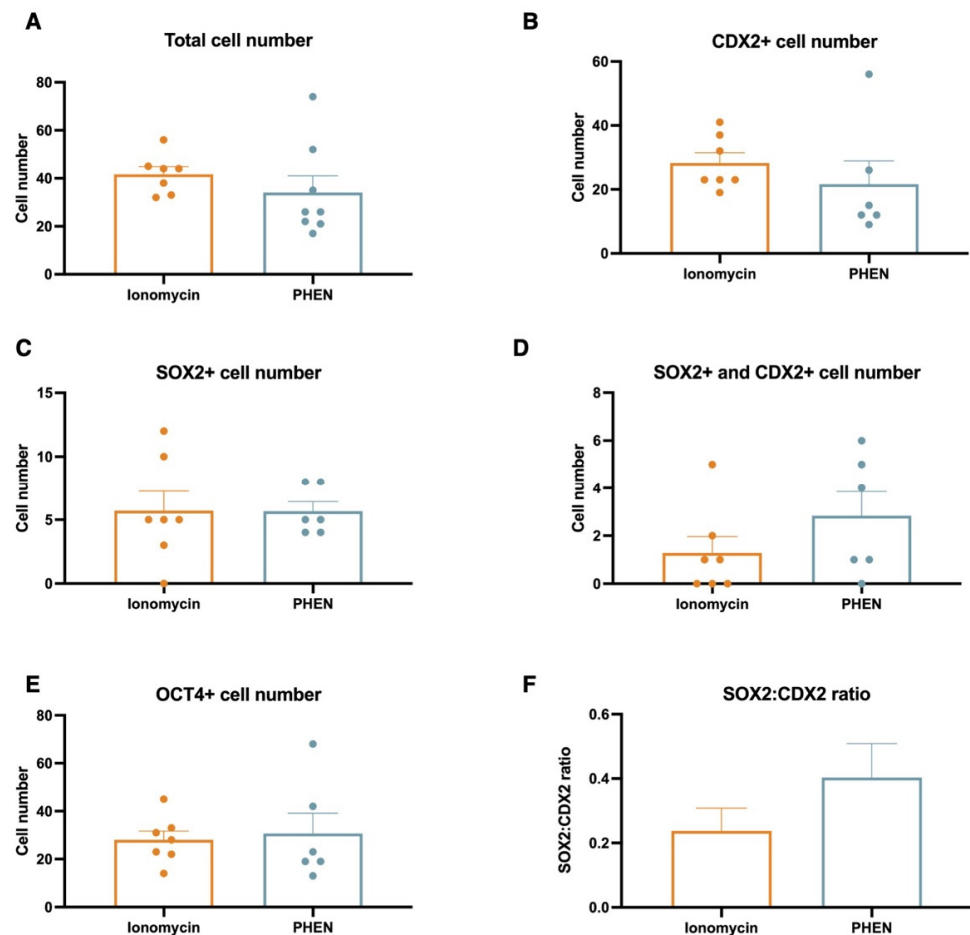 A
Total cell number
Cell number
80
60
40
20
0
Ionomycin PHEN
B
CDX2+ cell number
Cell number
60
40
20
0
Ionomycin PHEN
C
SOX2+ cell number
Cell number
15
10
5
0
Ionomycin PHEN
D
SOX2+ and CDX2+ cell number
Cell number
8
6
4
2
0
Ionomycin PHEN
E
OCT4+ cell number
Cell number
80
60
40
20
0
Ionomycin PHEN
F
SOX2:CDX2 ratio
SOX2:CDX2 ratio
0.6
0.4
0.2
0.0
Ionomycin PHEN